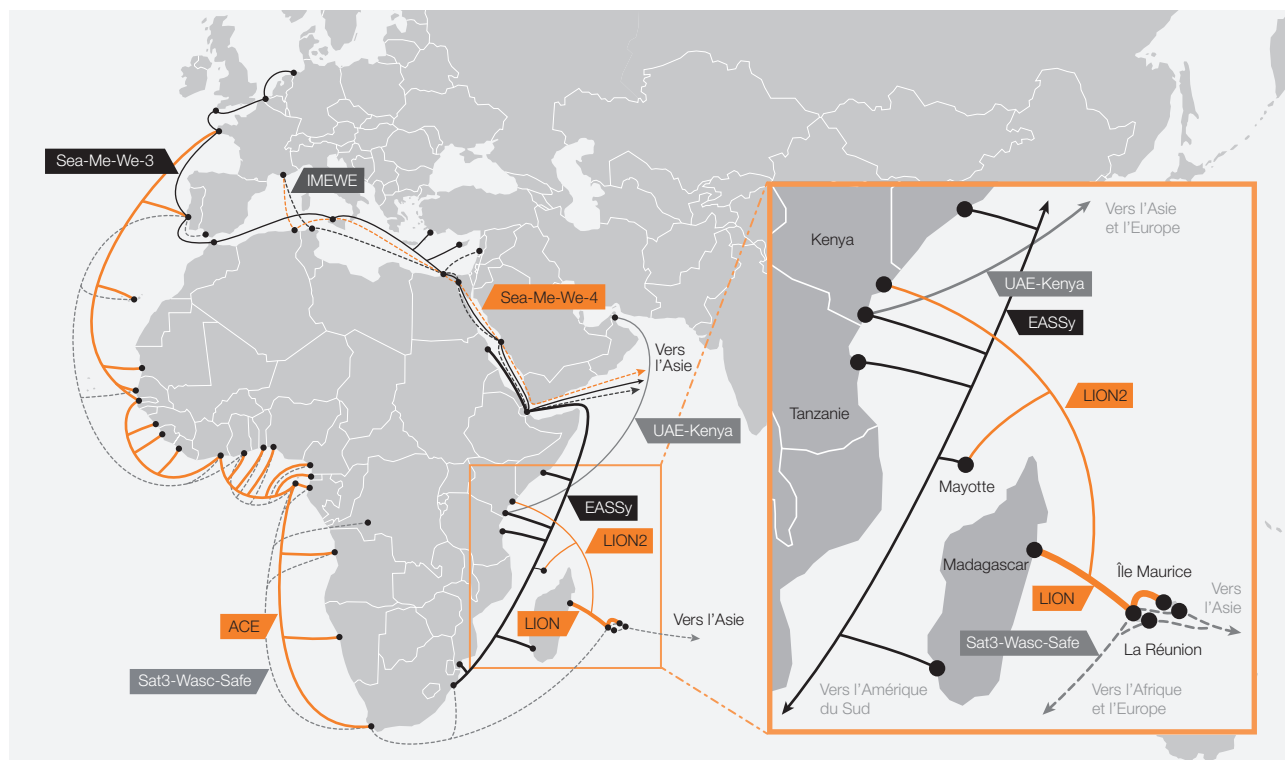 Sea-Me-We-3
IMEWE
Sea-Me-We-4
Vers
l'Asie
UAE-Kenya
EASSy
LION2
LION
Vers l'Asie
ACE
Sat3-Wasc-Safe
Kenya
Vers l'Asie
et l'Europe
UAE-Kenya
EASSy
LION2
Tanzanie
Mayotte
Madagascar
Île Maurice
LION
Vers
l'Asie
Sat3-Wasc-Safe
La Réunion
Vers l'Amérique
du Sud
Vers l'Afrique
et l'Europe